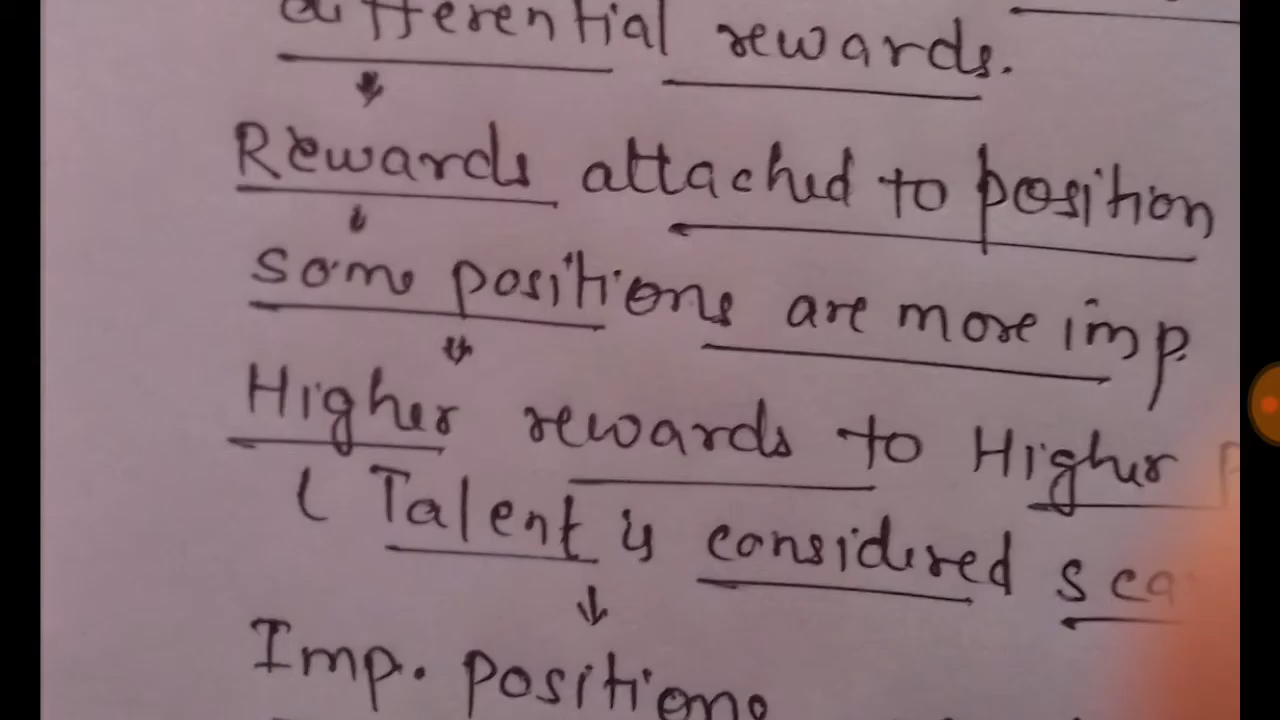 differential rewards.
Rewards attached to position
some positions are more imp.
Higher rewards to Higher
( Talent is considered
Imp. positions